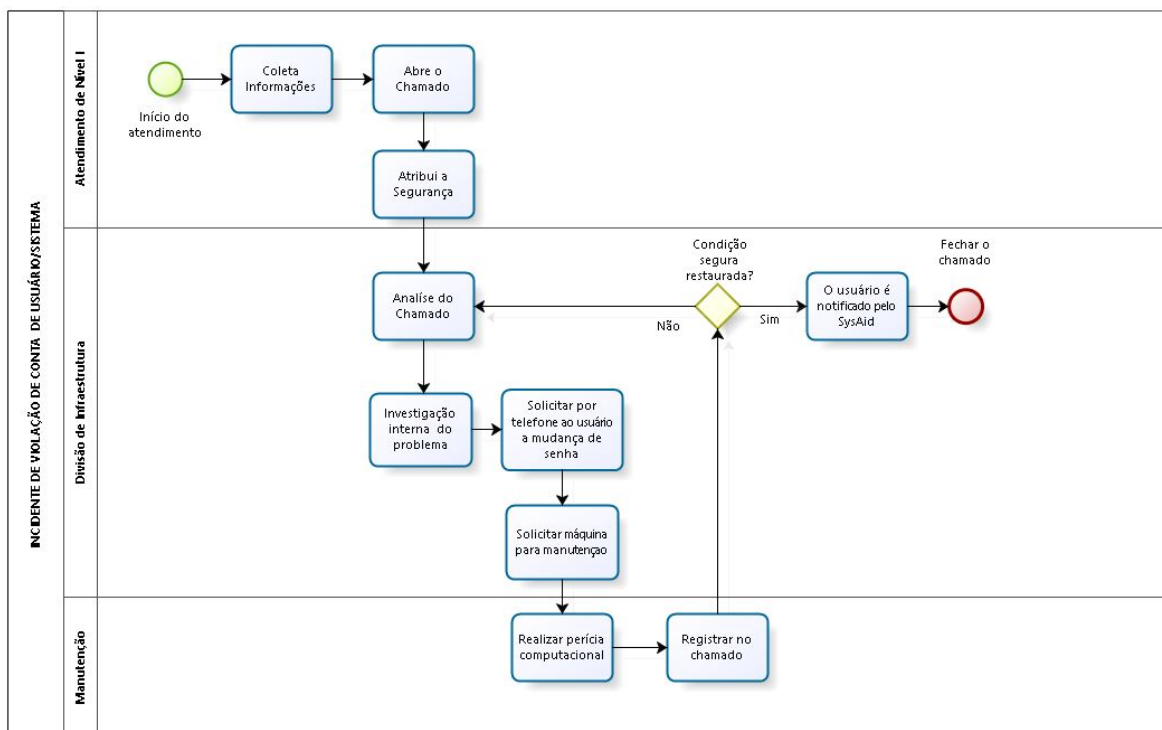 INCIDENTE DE VIOLAÇÃO DE CONTA DE USUÁRIO/SISTEMA
Atendimento de Nível I
Início do
atendimento
Coleta
Informações
Abre o
Chamado
Atribui a
Segurança
Divisão de Infraestrutura
Analíse do
Chamado
Condição
segura
restaurada?
Não
Sim
O usuário é
notificado pelo
SysAid
Fechar o
chamado
Investigação
interna do
problema
Solicitar por
telefone ao usuário
a mudança de
senha
Solicitar máquina
para manutençao
Manutenção
Realizar perícia
computacional
Registrar no
chamado